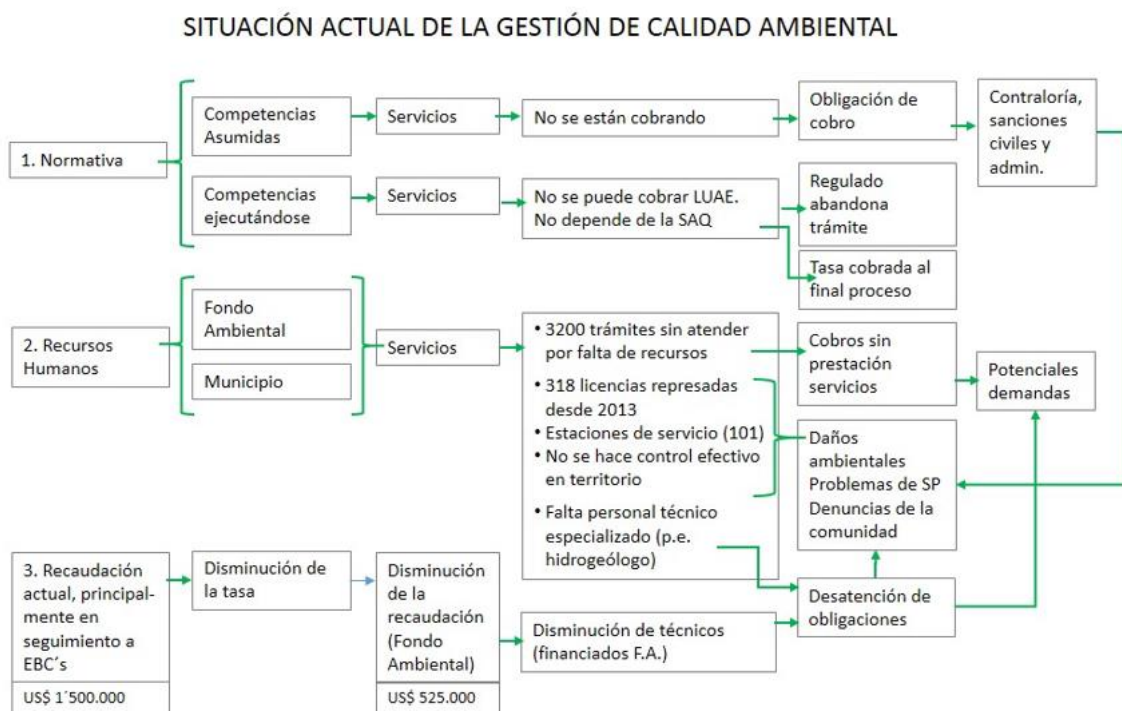 SITUACIÓN ACTUAL DE LA GESTIÓN DE CALIDAD AMBIENTAL
1. Normativa
Competencias
Asumidas
Servicios
No se están cobrando
Obligación de
cobro
Contraloría,
sanciones
civiles y
admin.
Competencias
ejecutándose
Servicios
No se puede cobrar LUAE.
No depende de la SAQ
Regulado
abandona
trámite
Tasa cobrada al
final proceso
2. Recursos
Humanos
Fondo
Ambiental
Municipio
Servicios
• 3200 trámites sin atender
por falta de recursos
• 318 licencias represadas
desde 2013
• Estaciones de servicio (101)
• No se hace control efectivo
en territorio
• Falta personal técnico
especializado (p.e.
hidrogeólogo)
Cobros sin
prestación
servicios
Potenciales
demandas
Daños
ambientales
Problemas de SP
Denuncias de la
comunidad
Desatención de
obligaciones
3. Recaudación
actual, principal-
mente en
seguimiento a
EBC´s
US$ 1´500.000
Disminución de
la tasa
Disminución
de la
recaudación
(Fondo
Ambiental)
US$ 525.000
Disminución de técnicos
(financiados F.A.)